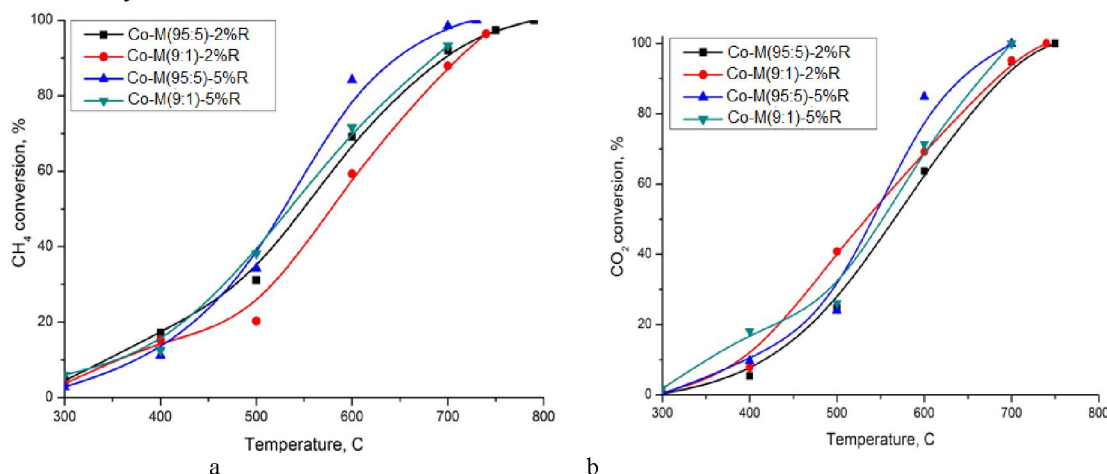 Co-M(95:5)-2%R
Co-M(9:1)-2%R
Co-M(95:5)-5%R
Co-M(9:1)-5%R
CH4 conversion, %
100
80
60
40
20
0
300 400 500 600 700 800
Temperature, C
a
Co-M(95:5)-2%R
Co-M(9:1)-2%R
Co-M(95:5)-5%R
Co-M(9:1)-5%R
CO2 conversion, %
100
80
60
40
20
0
300 400 500 600 700 800
Temperature, C
b